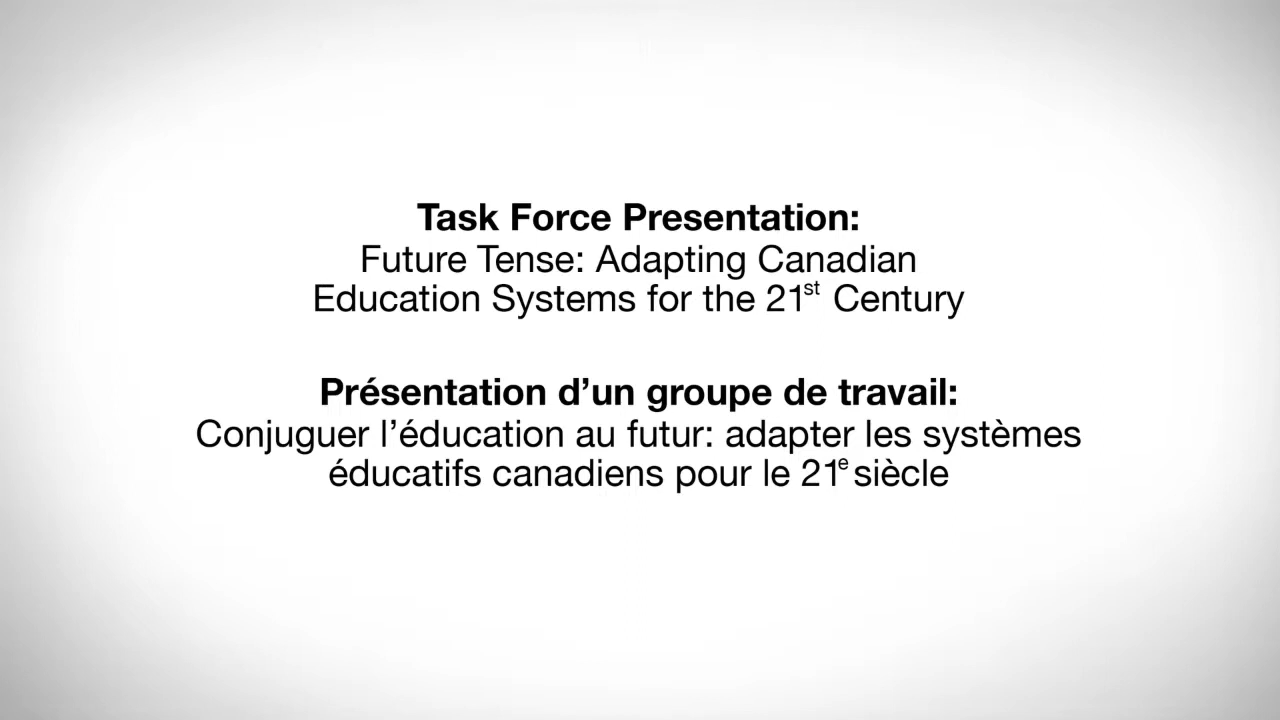 Task Force Presentation:
Future Tense: Adapting Canadian
Education Systems for the 21st Century
Présentation d’un groupe de travail:
Conjuguer l’éducation au futur: adapter les systèmes
éducatifs canadiens pour le 21e siècle